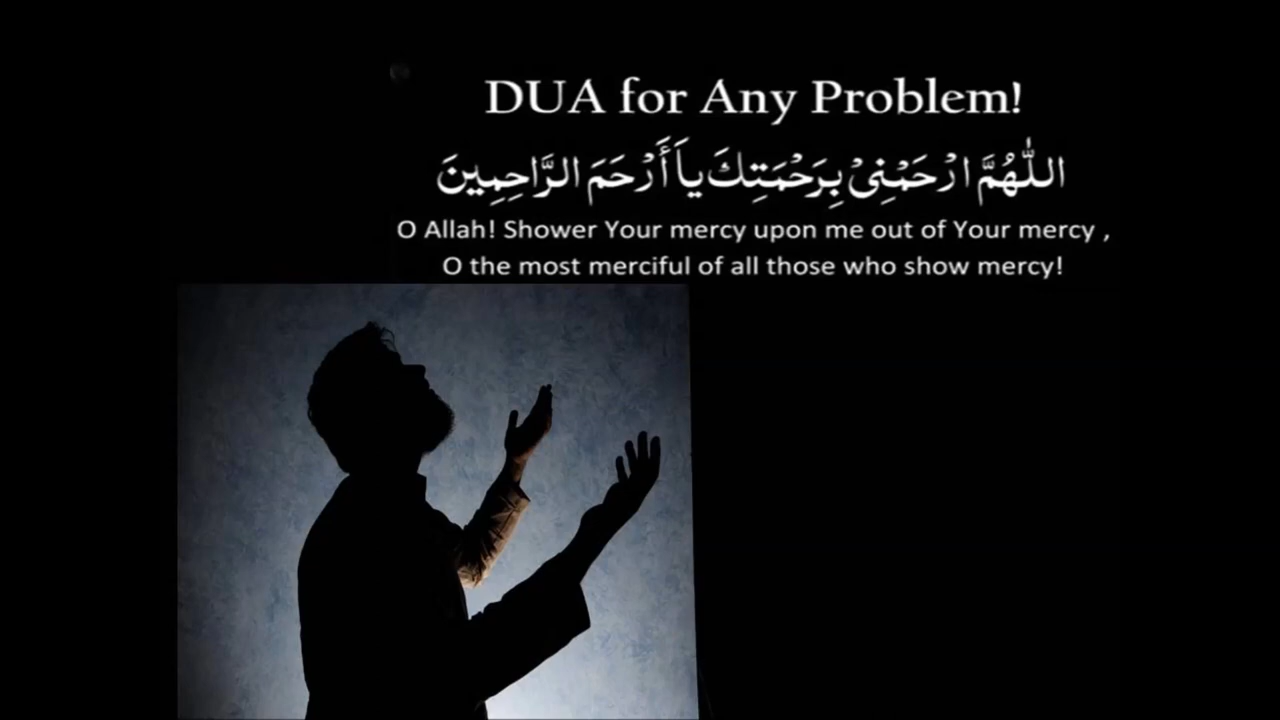 DUA for Any Problem!
اللّٰهُمَّ ارْحَمْنِىْ بِرَحْمَتِكَ ياَ أَرْحَمَ الرَّاحِمِينَ
O Allah! Shower Your mercy upon me out of Your mercy ,
O the most merciful of all those who show mercy!